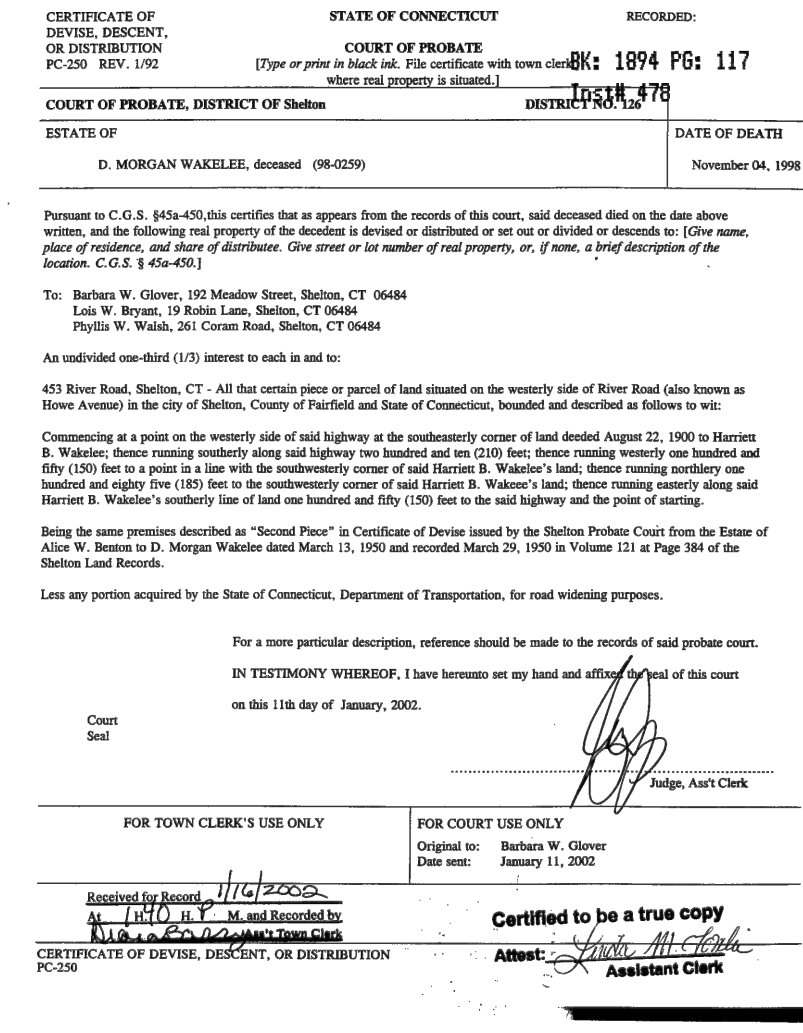 CERTIFICATE OF
DEVISE, DESCENT,
OR DISTRIBUTION
PC-250 REV. 1/92
STATE OF CONNECTICUT
COURT OF PROBATE
[Type or print in black ink. File certificate with town clerk
where real property is situated.]
RECORDED:
BK: 1894 PG: 117
Inst# 478
COURT OF PROBATE, DISTRICT OF Shelton
DISTRICT NO. 126
ESTATE OF
D. MORGAN WAKELEE, deceased (98-0259)
DATE OF DEATH
November 04, 1998
Pursuant to C.G.S. §45a-450,this certifies that as appears from the records of this court, said deceased died on the date above
written, and the following real property of the decedent is devised or distributed or set out or divided or descends to: [Give name,
place of residence, and share of distributee. Give street or lot number of real property, or, if none, a brief description of the
location. C.G.S. § 45a-450.]
To: Barbara W. Glover, 192 Meadow Street, Shelton, CT 06484
Lois W. Bryant, 19 Robin Lane, Shelton, CT 06484
Phyllis W. Walsh, 261 Coram Road, Shelton, CT 06484
An undivided one-third (1/3) interest to each in and to:
453 River Road, Shelton, CT - All that certain piece or parcel of land situated on the westerly side of River Road (also known as
Howe Avenue) in the city of Shelton, County of Fairfield and State of Connecticut, bounded and described as follows to wit:
Commencing at a point on the westerly side of said highway at the southeasterly corner of land deeded August 22, 1900 to Harriett
B. Wakelee; thence running southerly along said highway two hundred and ten (210) feet; thence running westerly one hundred and
fifty (150) feet to a point in a line with the southwesterly corner of said Harriett B. Wakelee's land; thence running northlery one
hundred and eighty five (185) feet to the southwesterly corner of said Harriett B. Wakeee's land; thence running easterly along said
Harriett B. Wakelee's southerly line of land one hundred and fifty (150) feet to the said highway and the point of starting.
Being the same premises described as "Second Piece" in Certificate of Devise issued by the Shelton Probate Court from the Estate of
Alice W. Benton to D. Morgan Wakelee dated March 13, 1950 and recorded March 29, 1950 in Volume 121 at Page 384 of the
Shelton Land Records.
Less any portion acquired by the State of Connecticut, Department of Transportation, for road widening purposes.
For a more particular description, reference should be made to the records of said probate court.
IN TESTIMONY WHEREOF, I have hereunto set my hand and affixed the seal of this court
on this 11th day of January, 2002.
Court
Seal
Judge, Ass't Clerk
FOR TOWN CLERK'S USE ONLY
FOR COURT USE ONLY
Original to: Barbara W. Glover
Date sent: January 11, 2002
Received for Record 1/16/2002
At 1 H. 40 H. P M. and Recorded by
Ass't Town Clerk
Certified to be a true copy
Attest: Linda M.
Assistant Clerk
CERTIFICATE OF DEVISE, DESCENT, OR DISTRIBUTION
PC-250